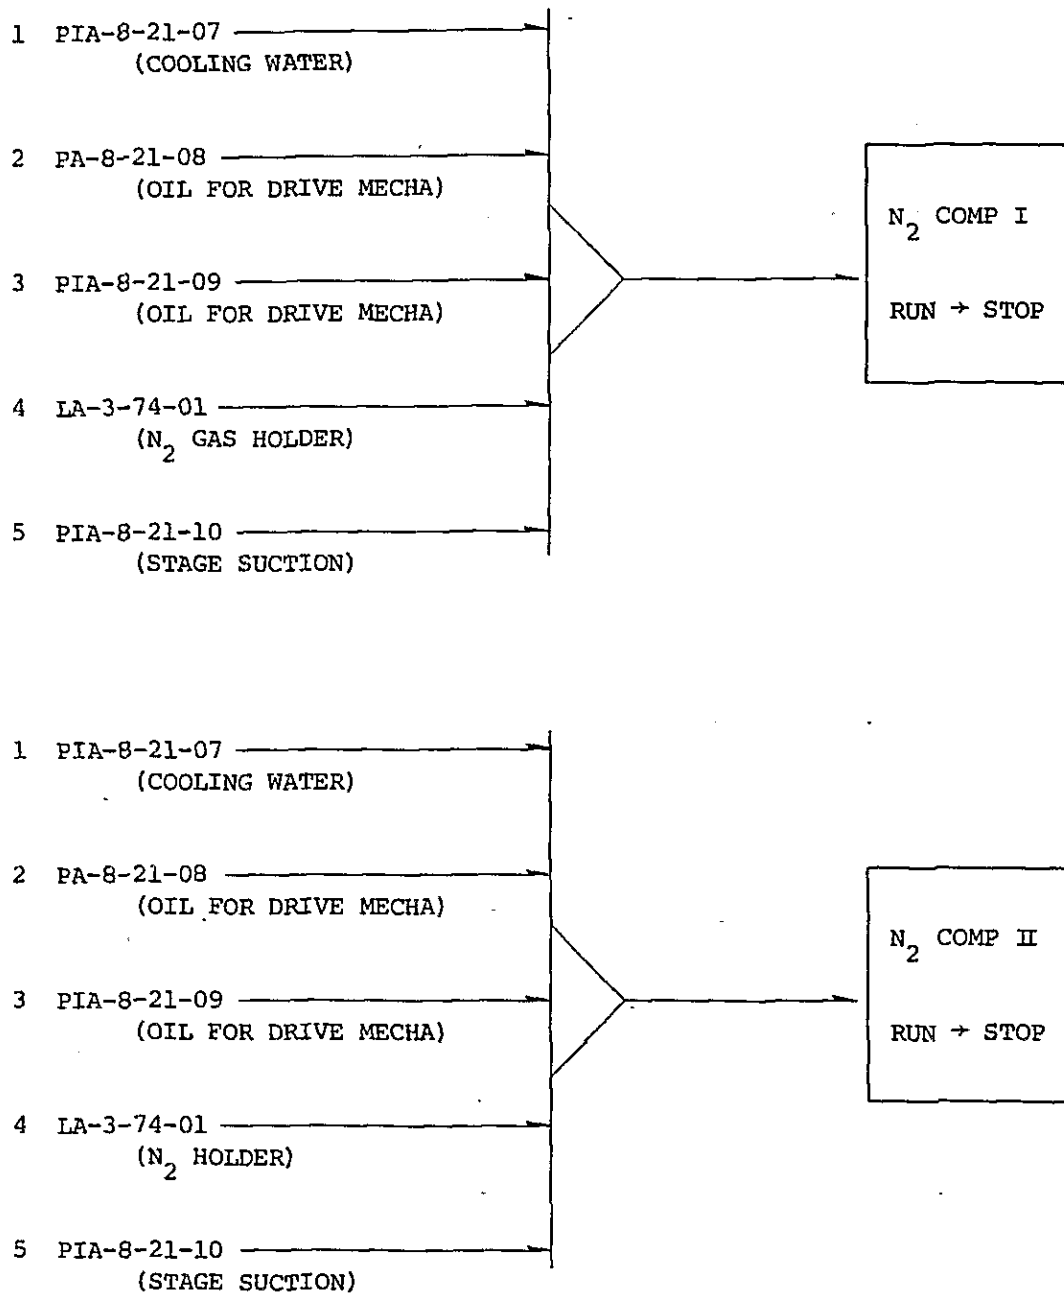 1 PIA-8-21-07
(COOLING WATER)
2 PA-8-21-08
(OIL FOR DRIVE MECHA)
3 PIA-8-21-09
(OIL FOR DRIVE MECHA)
4 LA-3-74-01
(N2 GAS HOLDER)
5 PIA-8-21-10
(STAGE SUCTION)
N2 COMP I
RUN → STOP
1 PIA-8-21-07
(COOLING WATER)
2 PA-8-21-08
(OIL FOR DRIVE MECHA)
3 PIA-8-21-09
(OIL FOR DRIVE MECHA)
4 LA-3-74-01
(N2 HOLDER)
5 PIA-8-21-10
(STAGE SUCTION)
N2 COMP II
RUN → STOP